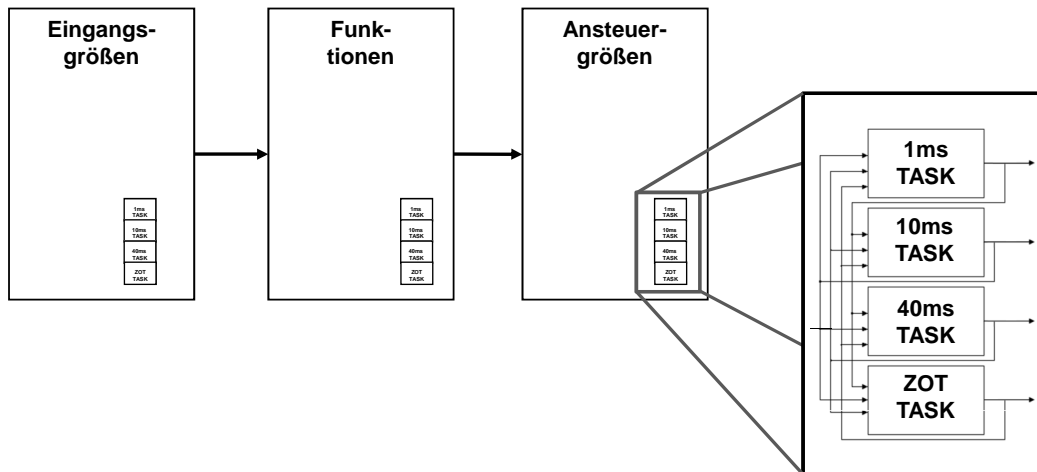 Eingangs-
größen
Funk-
tionen
Ansteuer-
größen
1ms
TASK
10ms
TASK
40ms
TASK
ZOT
TASK
1ms
TASK
10ms
TASK
40ms
TASK
ZOT
TASK
1ms
TASK
10ms
TASK
40ms
TASK
ZOT
TASK
1ms
TASK
10ms
TASK
40ms
TASK
ZOT
TASK